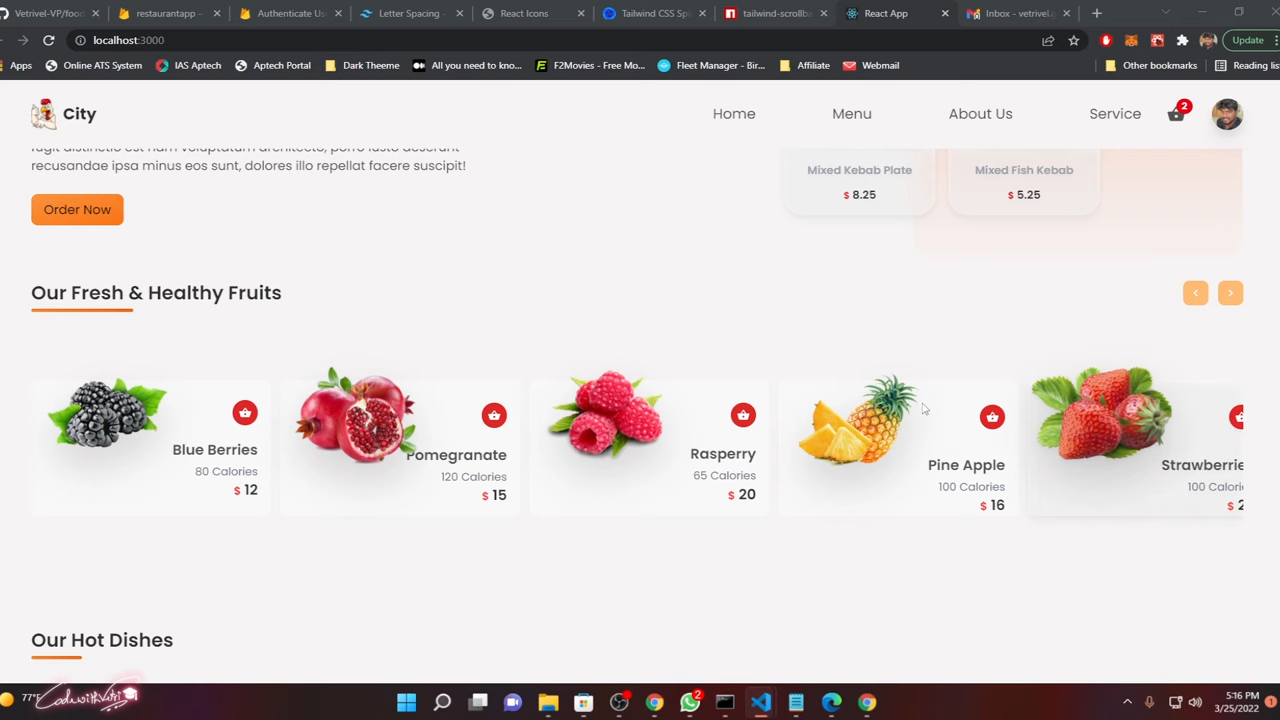 Vetrivel-VP/food
restaurantapp –
Authenticate Us
Letter Spacing -
React Icons
Tailwind CSS Sp
tailwind-scrollba
React App
Inbox - vetrivel.
localhost:3000
Update
Apps
Online ATS System
IAS Aptech
Aptech Portal
Dark Theeme
All you need to kno...
F2Movies - Free Mo...
Fleet Manager - Bir...
Affiliate
Webmail
Other bookmarks
Reading list
City
Home
Menu
About Us
Service
2
fugit distinctio est nam voluptatum architecto, porro iusto deserunt
recusandae ipsa minus eos sunt, dolores illo repellat facere suscipit!
Order Now
Mixed Kebab Plate
$ 8.25
Mixed Fish Kebab
$ 5.25
Our Fresh & Healthy Fruits
< >
Blue Berries
80 Calories
$ 12
Pomegranate
120 Calories
$ 15
Rasperry
65 Calories
$ 20
Pine Apple
100 Calories
$ 16
Strawberrie
100 Calorie
$ 2
Our Hot Dishes
77°F
CodewithVetri
2
5:16 PM
3/25/2022
1